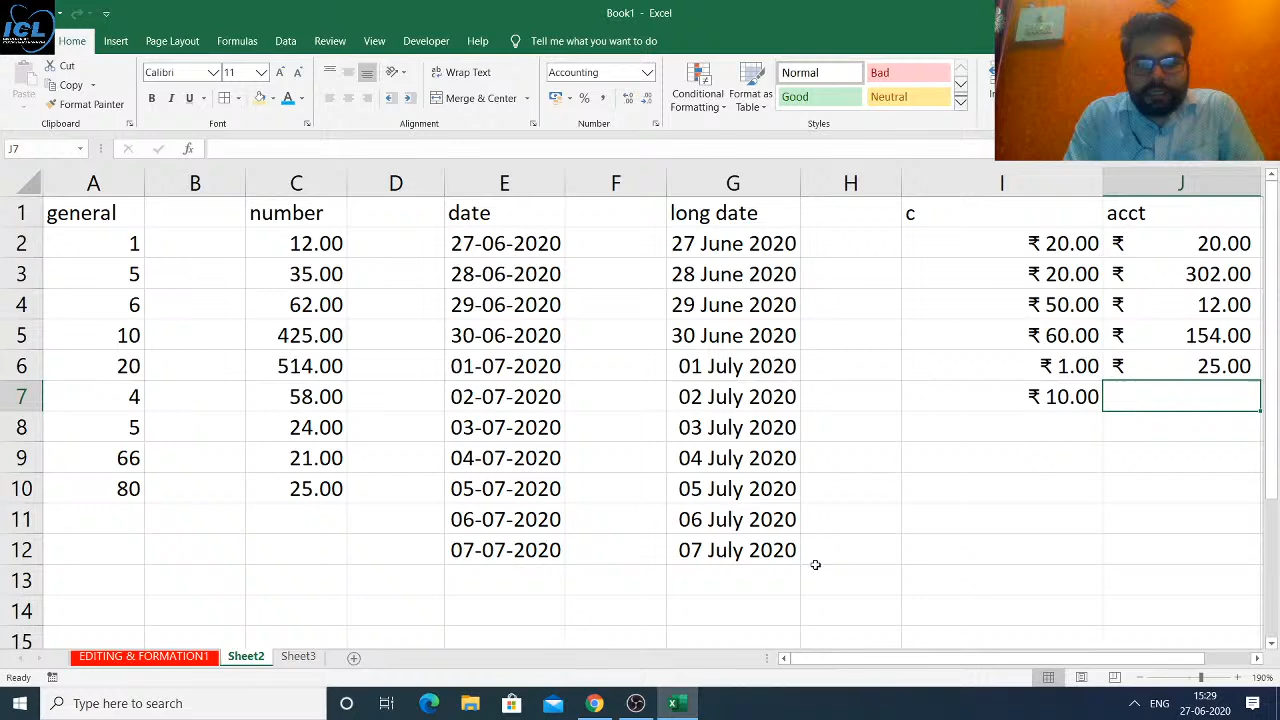 ICL
Book1 - Excel
Home Insert Page Layout Formulas Data Review View Developer Help Tell me what you want to do
Cut
Copy
Format Painter
Paste
Clipboard
Calibri 11
B I U
Font
Wrap Text
Merge & Center
Alignment
Accounting
Number
Conditional Formatting
Format as Table
Normal Bad
Good Neutral
Styles
J7 fx
A B C D E F G H I J
1 general number date long date c acct
2 1 12.00 27-06-2020 27 June 2020 ₹ 20.00 ₹ 20.00
3 5 35.00 28-06-2020 28 June 2020 ₹ 20.00 ₹ 302.00
4 6 62.00 29-06-2020 29 June 2020 ₹ 50.00 ₹ 12.00
5 10 425.00 30-06-2020 30 June 2020 ₹ 60.00 ₹ 154.00
6 20 514.00 01-07-2020 01 July 2020 ₹ 1.00 ₹ 25.00
7 4 58.00 02-07-2020 02 July 2020 ₹ 10.00
8 5 24.00 03-07-2020 03 July 2020
9 66 21.00 04-07-2020 04 July 2020
10 80 25.00 05-07-2020 05 July 2020
11 06-07-2020 06 July 2020
12 07-07-2020 07 July 2020
13
14
15
EDITING & FORMATION1 Sheet2 Sheet3
Ready 190%
Type here to search ENG 15:29
27-06-2020